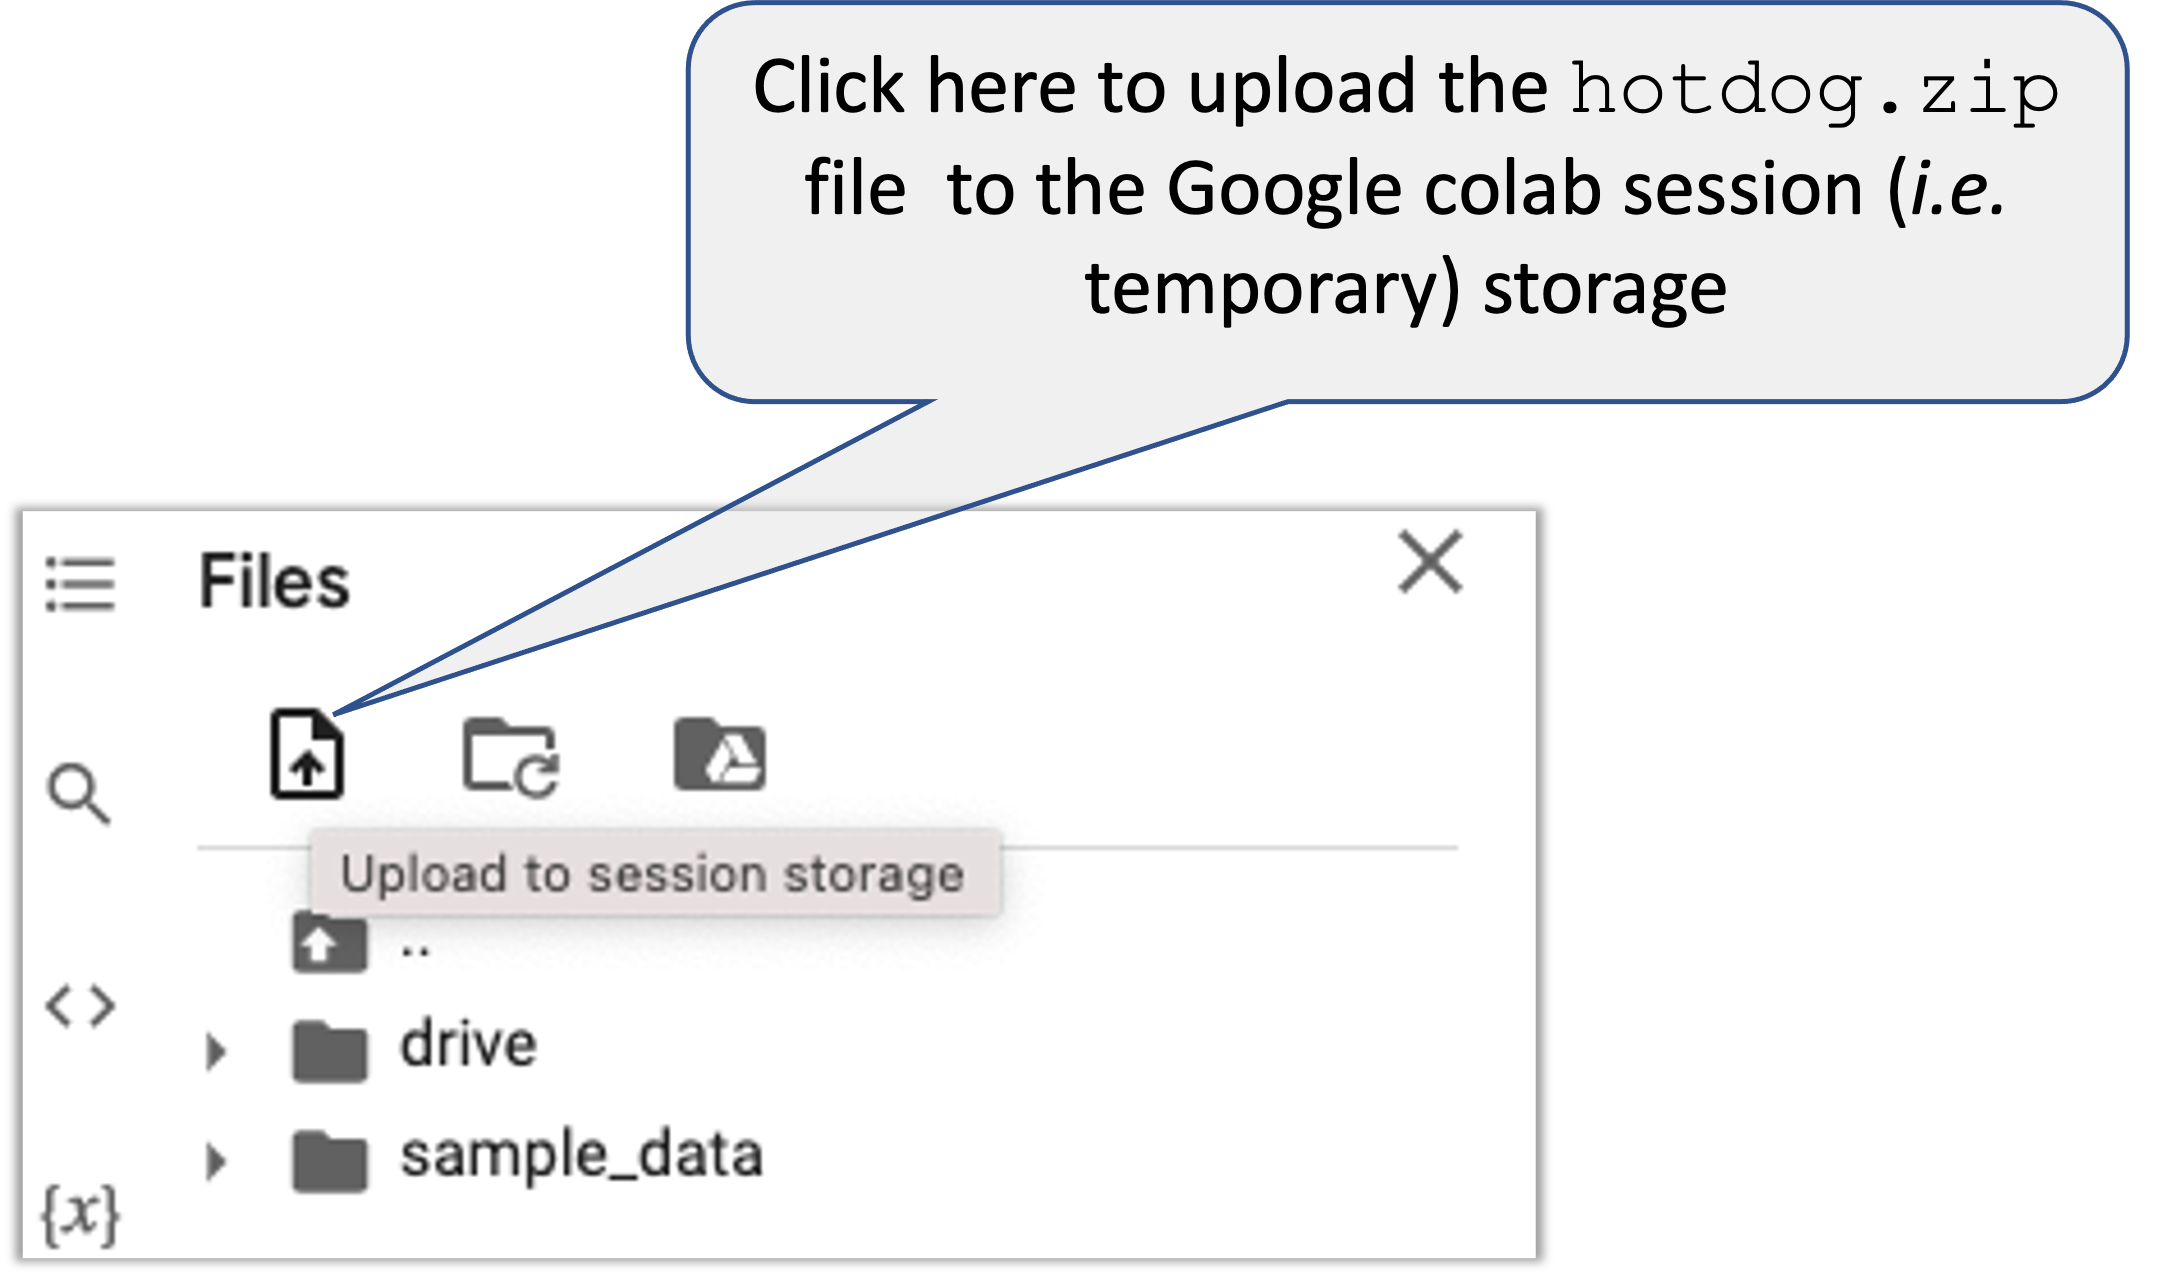 Click here to upload the hotdog.zip
file  to the Google colab session (i.e.
temporary) storage
Files
Upload to session storage
..
drive
sample_data
{x}